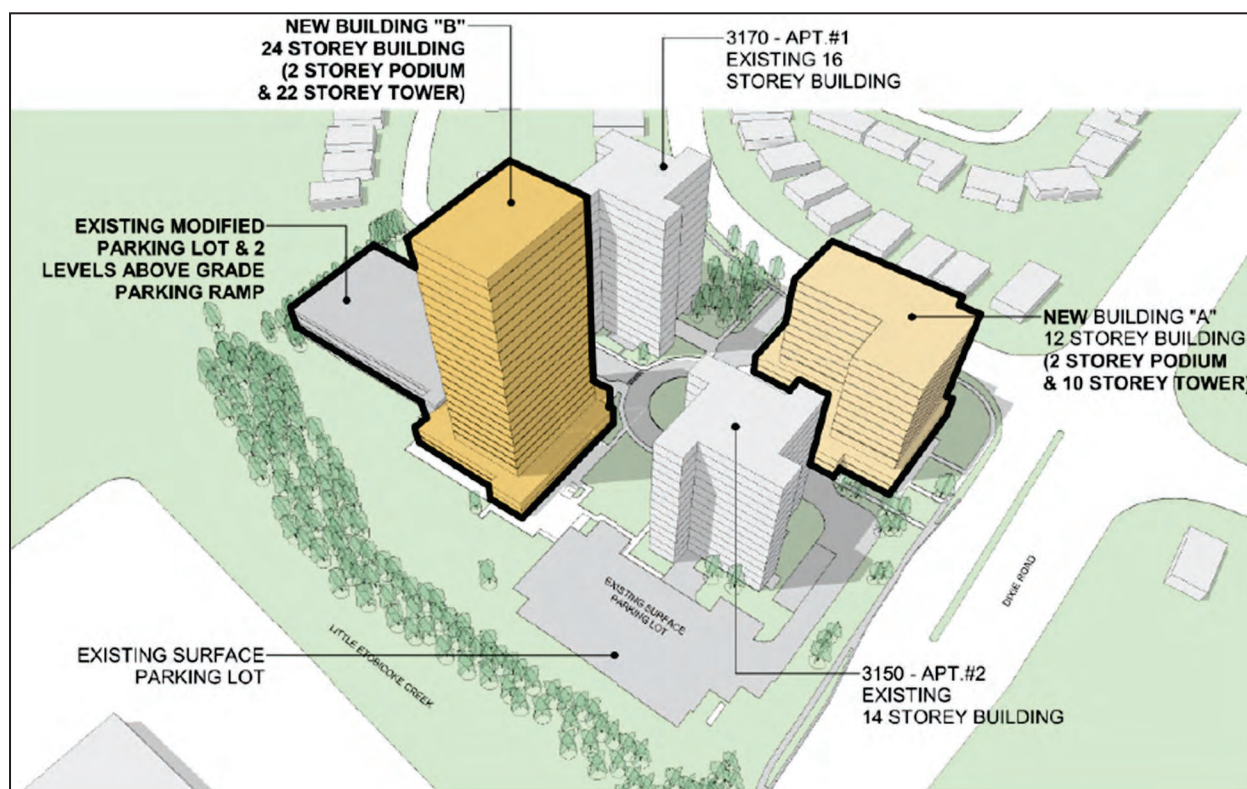 NEW BUILDING "B"
24 STOREY BUILDING
(2 STOREY PODIUM
& 22 STOREY TOWER)
3170 - APT.#1
EXISTING 16
STOREY BUILDING
EXISTING MODIFIED
PARKING LOT & 2
LEVELS ABOVE GRADE
PARKING RAMP
NEW BUILDING "A"
12 STOREY BUILDING
(2 STOREY PODIUM
& 10 STOREY TOWER)
EXISTING SURFACE
PARKING LOT
DIXIE ROAD
LITTLE ETOBICOKE CREEK
EXISTING SURFACE
PARKING LOT
3150 - APT.#2
EXISTING
14 STOREY BUILDING